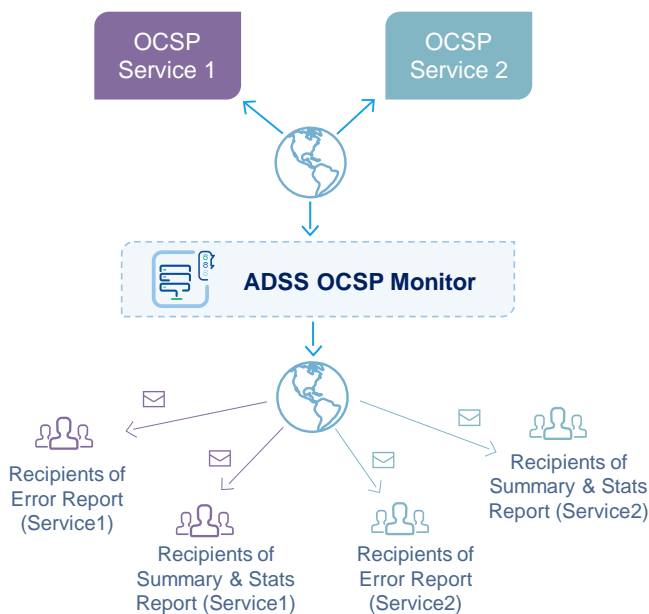 OCSP
Service 1
OCSP
Service 2
ADSS OCSP Monitor
Recipients of
Error Report
(Service1)
Recipients of
Summary & Stats
Report (Service1)
Recipients of
Error Report
(Service2)
Recipients of
Summary & Stats
Report (Service2)